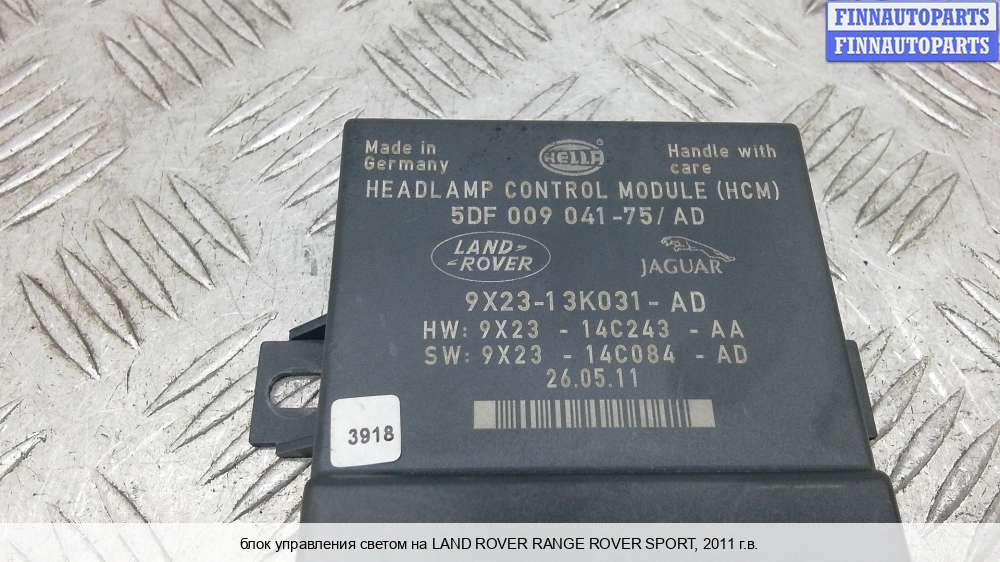 FINNAUTOPARTS
FINNAUTOPARTS
Made in Germany
HELLA ®
Handle with care
HEADLAMP CONTROL MODULE (HCM)
5DF 009 041-75/ AD
LAND-
-ROVER
JAGUAR
9X23-13K031-AD
HW: 9X23 - 14C243 - AA
SW: 9X23 - 14C084 - AD
26.05.11
3918
блок управления светом на LAND ROVER RANGE ROVER SPORT, 2011 г.в.